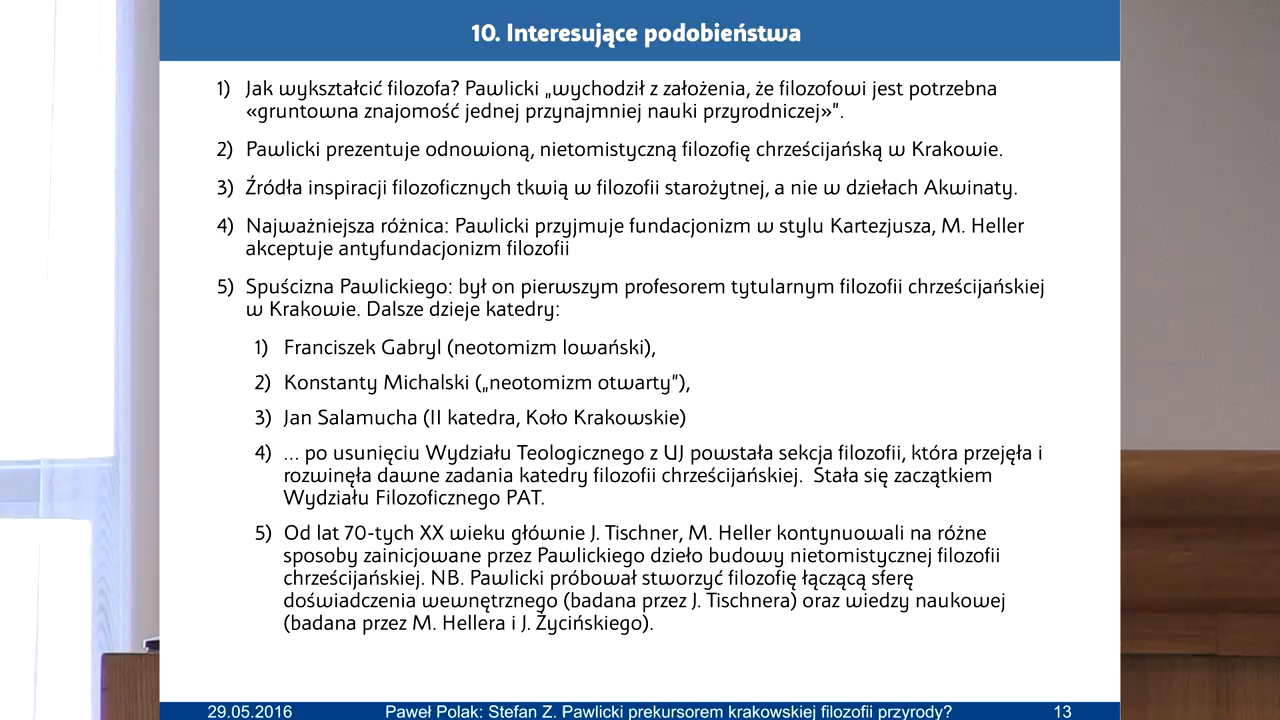 10. Interesujące podobieństwa
1) Jak wykształcić filozofa? Pawlicki „wychodził z założenia, że filozofowi jest potrzebna
«gruntowna znajomość jednej przynajmniej nauki przyrodniczej»”.
2) Pawlicki prezentuje odnowioną, nietomistyczną filozofię chrześcijańską w Krakowie.
3) Źródła inspiracji filozoficznych tkwią w filozofii starożytnej, a nie w dziełach Akwinaty.
4) Najważniejsza różnica: Pawlicki przyjmuje fundacjonizm w stylu Kartezjusza, M. Heller
akceptuje antyfundacjonizm filozofii
5) Spuścizna Pawlickiego: był on pierwszym profesorem tytularnym filozofii chrześcijańskiej
w Krakowie. Dalsze dzieje katedry:
1) Franciszek Gabryl (neotomizm lowański),
2) Konstanty Michalski („neotomizm otwarty”),
3) Jan Salamucha (II katedra, Koło Krakowskie)
4) ... po usunięciu Wydziału Teologicznego z UJ powstała sekcja filozofii, która przejęła i
rozwinęła dawne zadania katedry filozofii chrześcijańskiej. Stała się zaczątkiem
Wydziału Filozoficznego PAT.
5) Od lat 70-tych XX wieku głównie J. Tischner, M. Heller kontynuowali na różne
sposoby zainicjowane przez Pawlickiego dzieło budowy nietomistycznej filozofii
chrześcijańskiej. NB. Pawlicki próbował stworzyć filozofię łączącą sferę
doświadczenia wewnętrznego (badana przez J. Tischnera) oraz wiedzy naukowej
(badana przez M. Hellera i J. Życińskiego).
29.05.2016 Paweł Polak: Stefan Z. Pawlicki prekursorem krakowskiej filozofii przyrody? 13